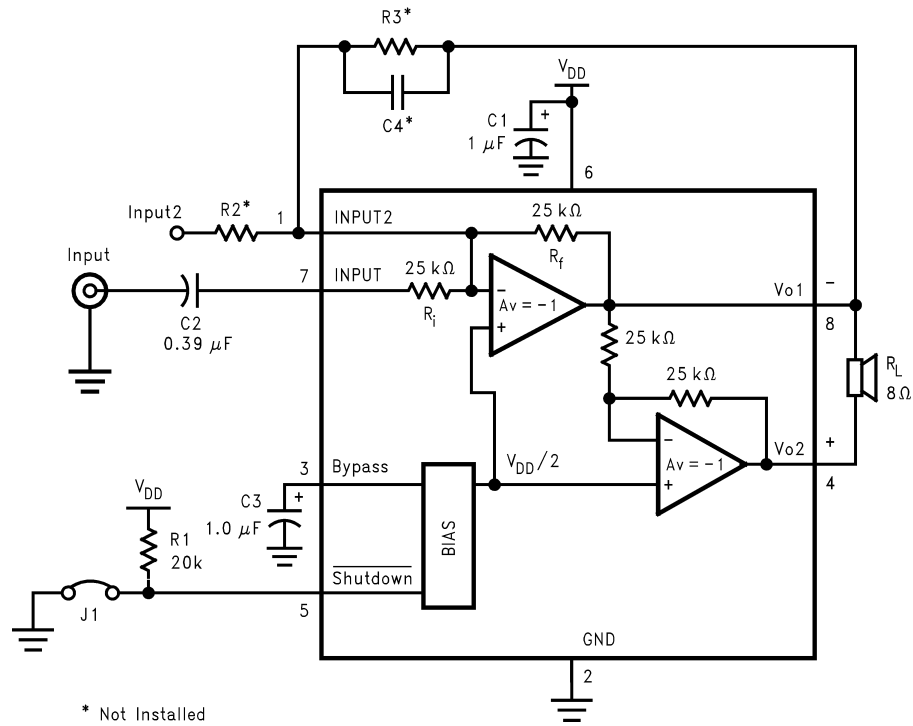 R3*
C4*
V_DD
C1
+
1 μF
6
Input2
R2*
1
INPUT2
25 kΩ
R_f
Input
7
INPUT
25 kΩ
R_i
−
Av = −1
+
C2
0.39 μF
Vo1
−
8
25 kΩ
25 kΩ
R_L
8Ω
−
Av = −1
+
Vo2
+
4
V_DD/2
3
Bypass
C3
+
1.0 μF
BIAS
V_DD
R1
20k
Shutdown
5
J1
GND
2
* Not Installed